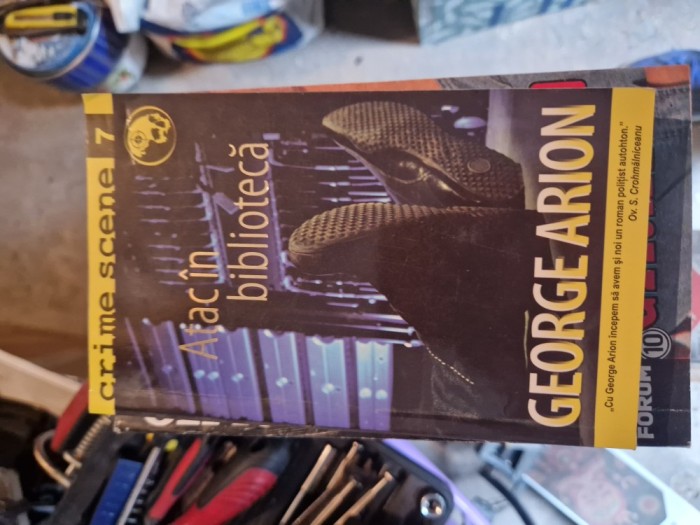 crime scene 7
Atac în
bibliotecă
GEORGE ARION
„Cu George Arion începem să avem și noi un roman polițist autohton.”
Ov. S. Crohmălniceanu
FORUM 10